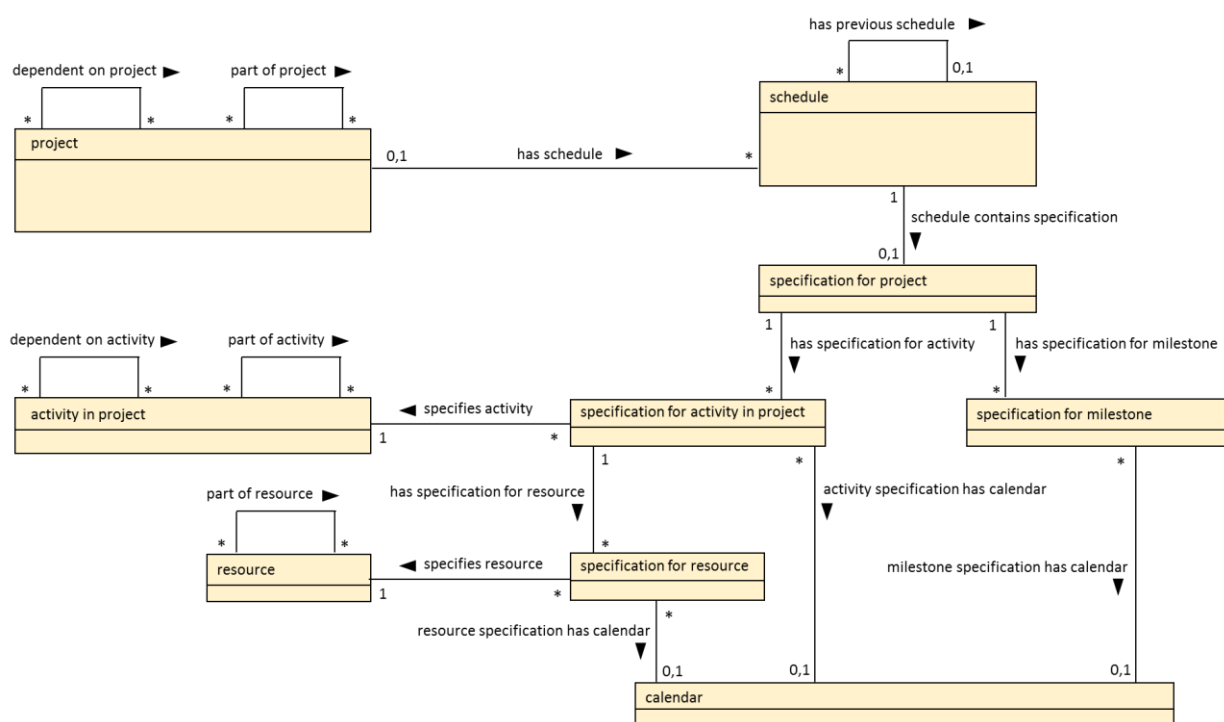 has previous schedule
* 0,1
dependent on project part of project
* * * *
schedule
project
0,1 has schedule *
1
schedule contains specification
0,1
specification for project
1 1
dependent on activity part of activity
has specification for activity has specification for milestone
* * * * * *
activity in project specifies activity specification for activity in project specification for milestone
1 * 1 * *
part of resource has specification for resource activity specification has calendar
* * *
resource specifies resource specification for resource milestone specification has calendar
1 * *
resource specification has calendar
0,1 0,1 0,1
calendar